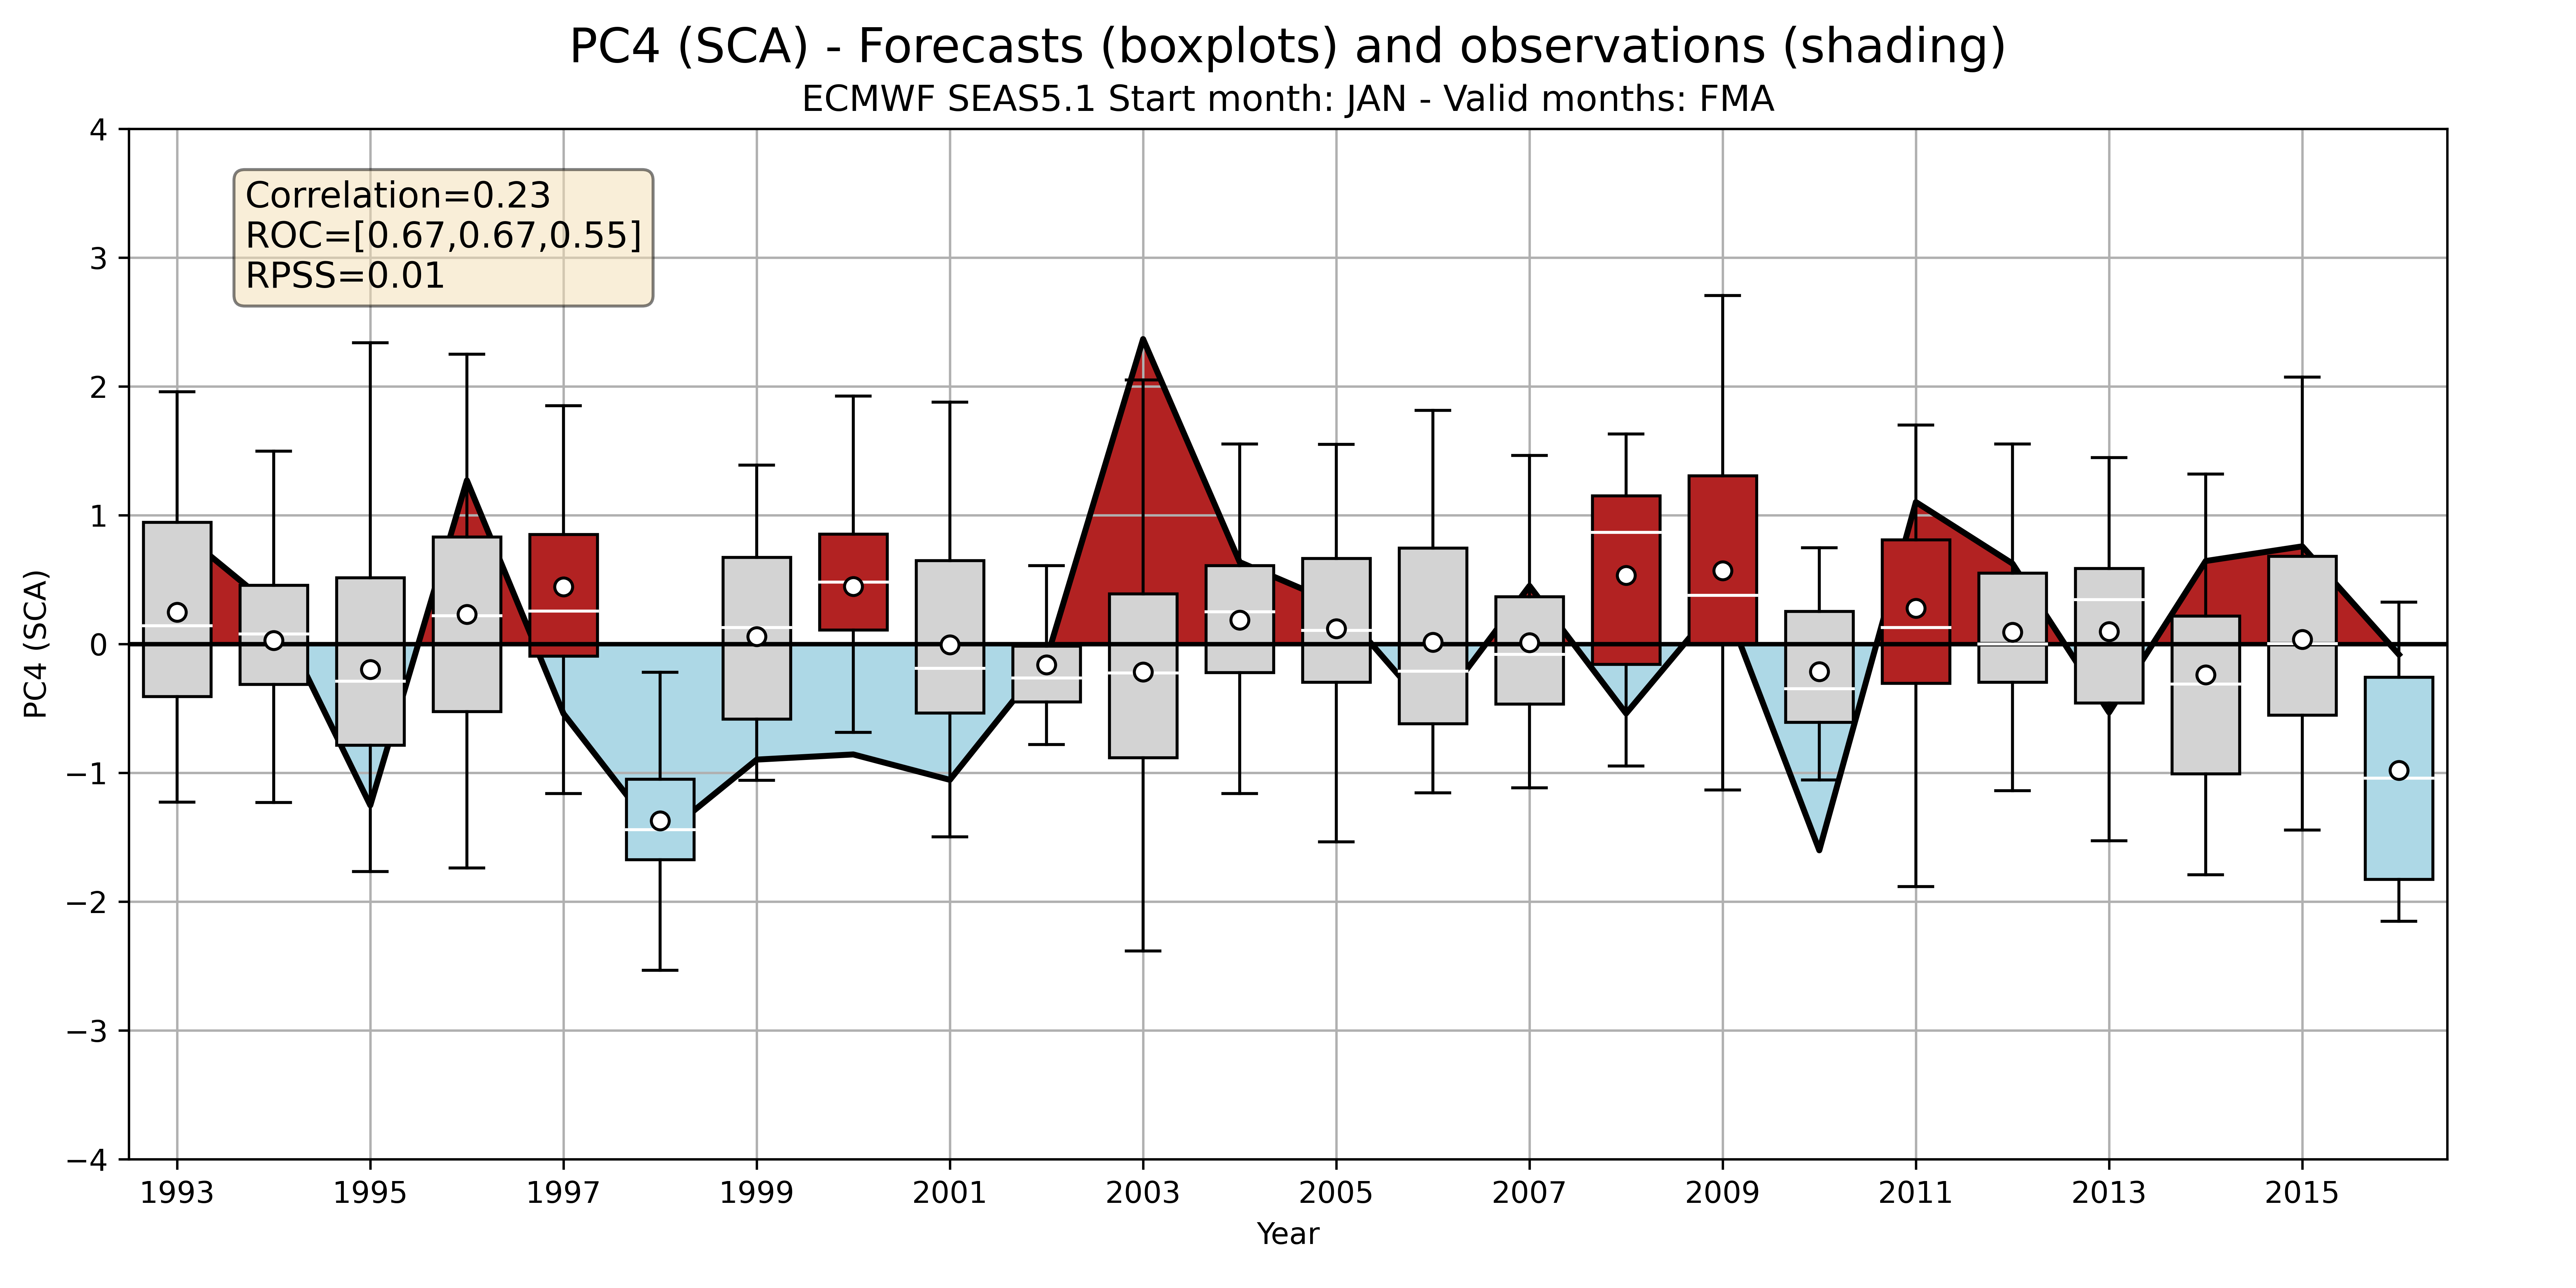 PC4 (SCA) - Forecasts (boxplots) and observations (shading)
ECMWF SEAS5.1 Start month: JAN - Valid months: FMA
Correlation=0.23
ROC=[0.67,0.67,0.55]
RPSS=0.01
PC4 (SCA)
4
3
2
1
0
−1
−2
−3
−4
1993 1995 1997 1999 2001 2003 2005 2007 2009 2011 2013 2015
Year